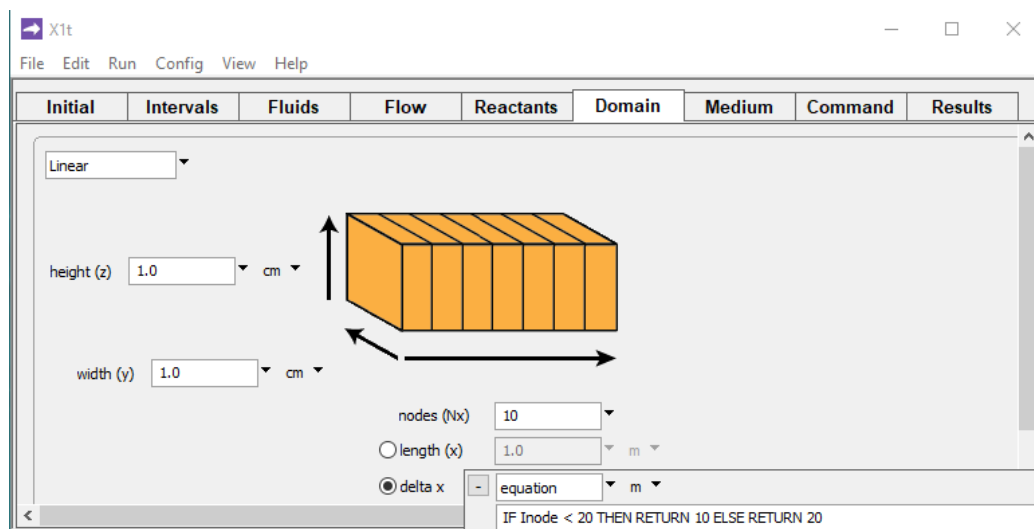 X1t
File Edit Run Config View Help
Initial Intervals Fluids Flow Reactants Domain Medium Command Results
Linear
height (z) 1.0 cm
width (y) 1.0 cm
nodes (Nx) 10
length (x) 1.0 m
delta x - equation m
IF Inode < 20 THEN RETURN 10 ELSE RETURN 20